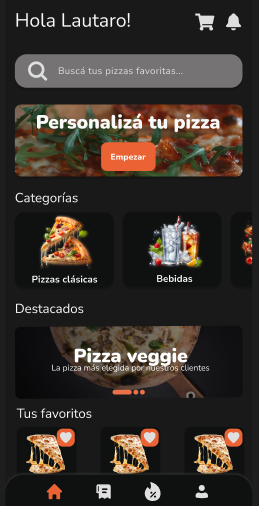 Hola Lautaro!
Buscá tus pizzas favoritas...
Personalizá tu pizza
Empezar
Categorías
Pizzas clásicas
Bebidas
Destacados
Pizza veggie
La pizza más elegida por nuestros clientes
Tus favoritos